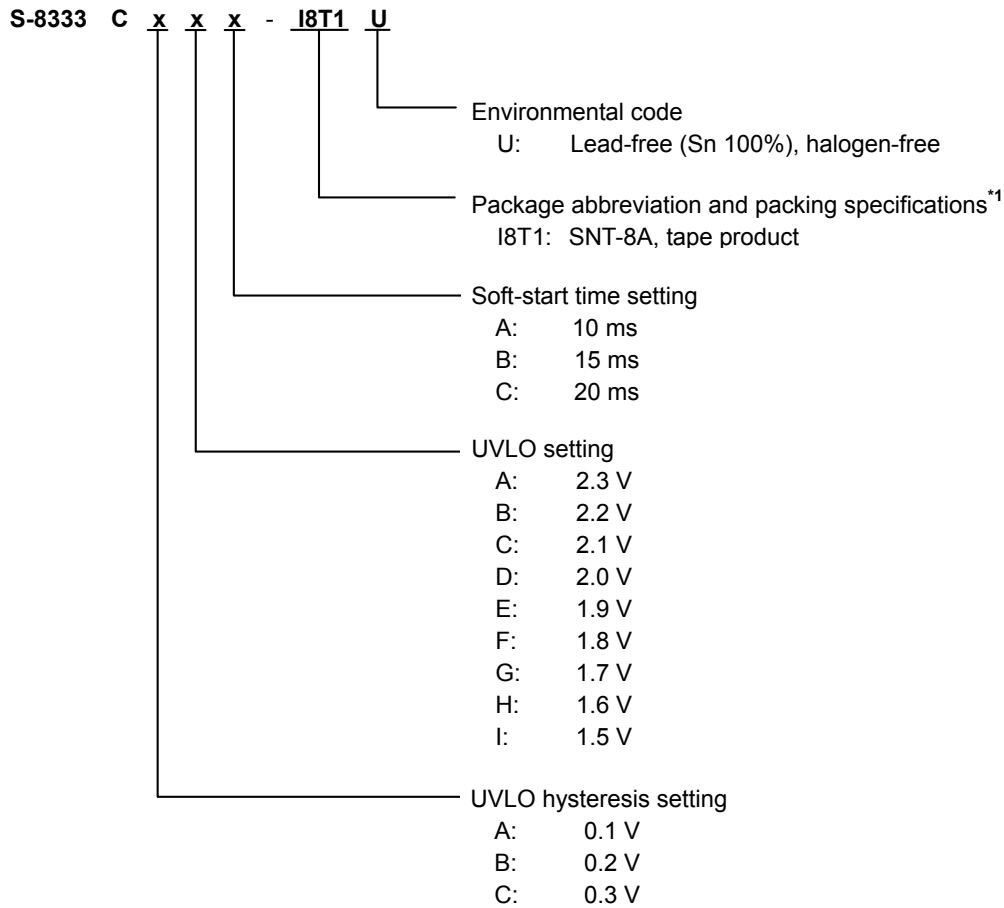 S-8333 C x x x - I8T1 U
Environmental code
U: Lead-free (Sn 100%), halogen-free
Package abbreviation and packing specifications*1
I8T1: SNT-8A, tape product
Soft-start time setting
A: 10 ms
B: 15 ms
C: 20 ms
UVLO setting
A: 2.3 V
B: 2.2 V
C: 2.1 V
D: 2.0 V
E: 1.9 V
F: 1.8 V
G: 1.7 V
H: 1.6 V
I: 1.5 V
UVLO hysteresis setting
A: 0.1 V
B: 0.2 V
C: 0.3 V